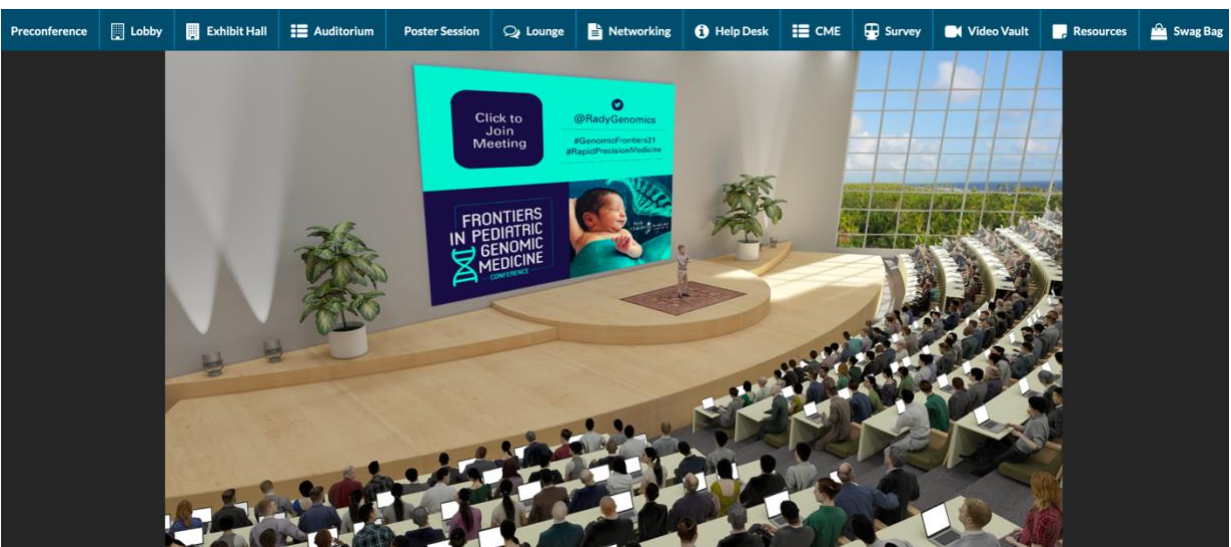 Preconference
Lobby
Exhibit Hall
Auditorium
Poster Session
Lounge
Networking
Help Desk
CME
Survey
Video Vault
Resources
Swag Bag
Click to
Join
Meeting
@RadyGenomics
#GenomicFrontiers21
#RapidPrecisionMedicine
FRONTIERS
IN PEDIATRIC
GENOMIC
MEDICINE
CONFERENCE